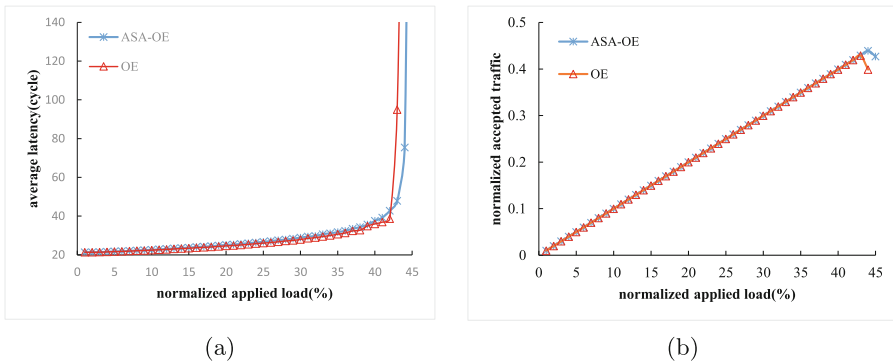 140
120
100
80
60
40
20
0 5 10 15 20 25 30 35 40 45
average latency(cycle)
normalized applied load(%)
ASA-OE
OE
(a)
0.5
0.4
0.3
0.2
0.1
0
0 5 10 15 20 25 30 35 40 45
normalized accepted traffic
normalized applied load(%)
ASA-OE
OE
(b)